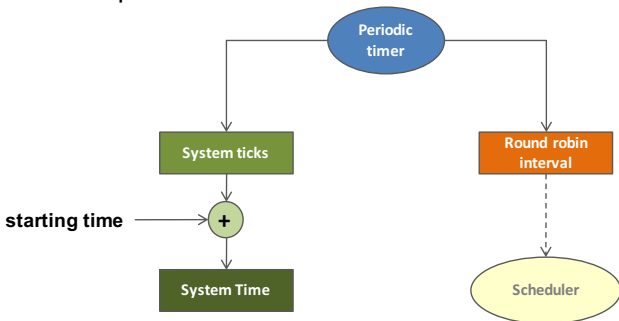 Periodic
timer
System ticks
Round robin
interval
starting time
+
System Time
Scheduler